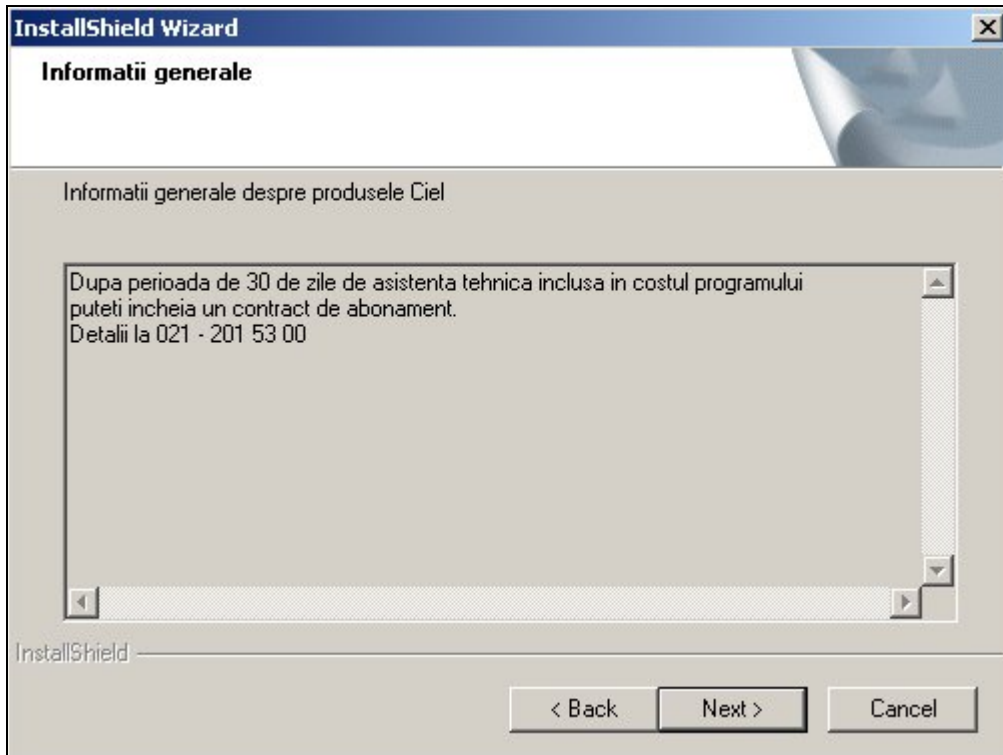 InstallShield Wizard
Informatii generale
Informatii generale despre produsele Ciel
Dupa perioada de 30 de zile de asistenta tehnica inclusa in costul programului
puteti incheia un contract de abonament.
Detalii la 021 - 201 53 00
InstallShield
< Back Next > Cancel